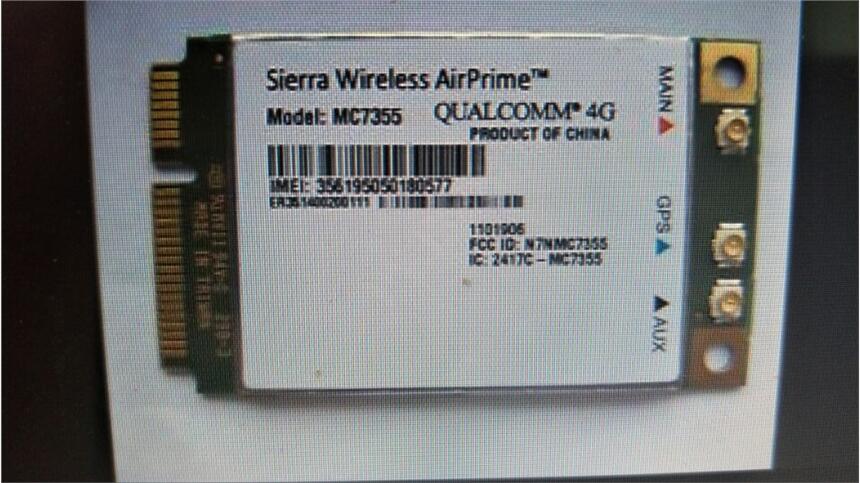 Sierra Wireless AirPrime™
Model: MC7355 QUALCOMM® 4G
PRODUCT OF CHINA
IMEI: 356195050180577
1101906
FCC ID: N7NMC7355
IC: 2417C-MC7355
MAIN
GPS
AUX